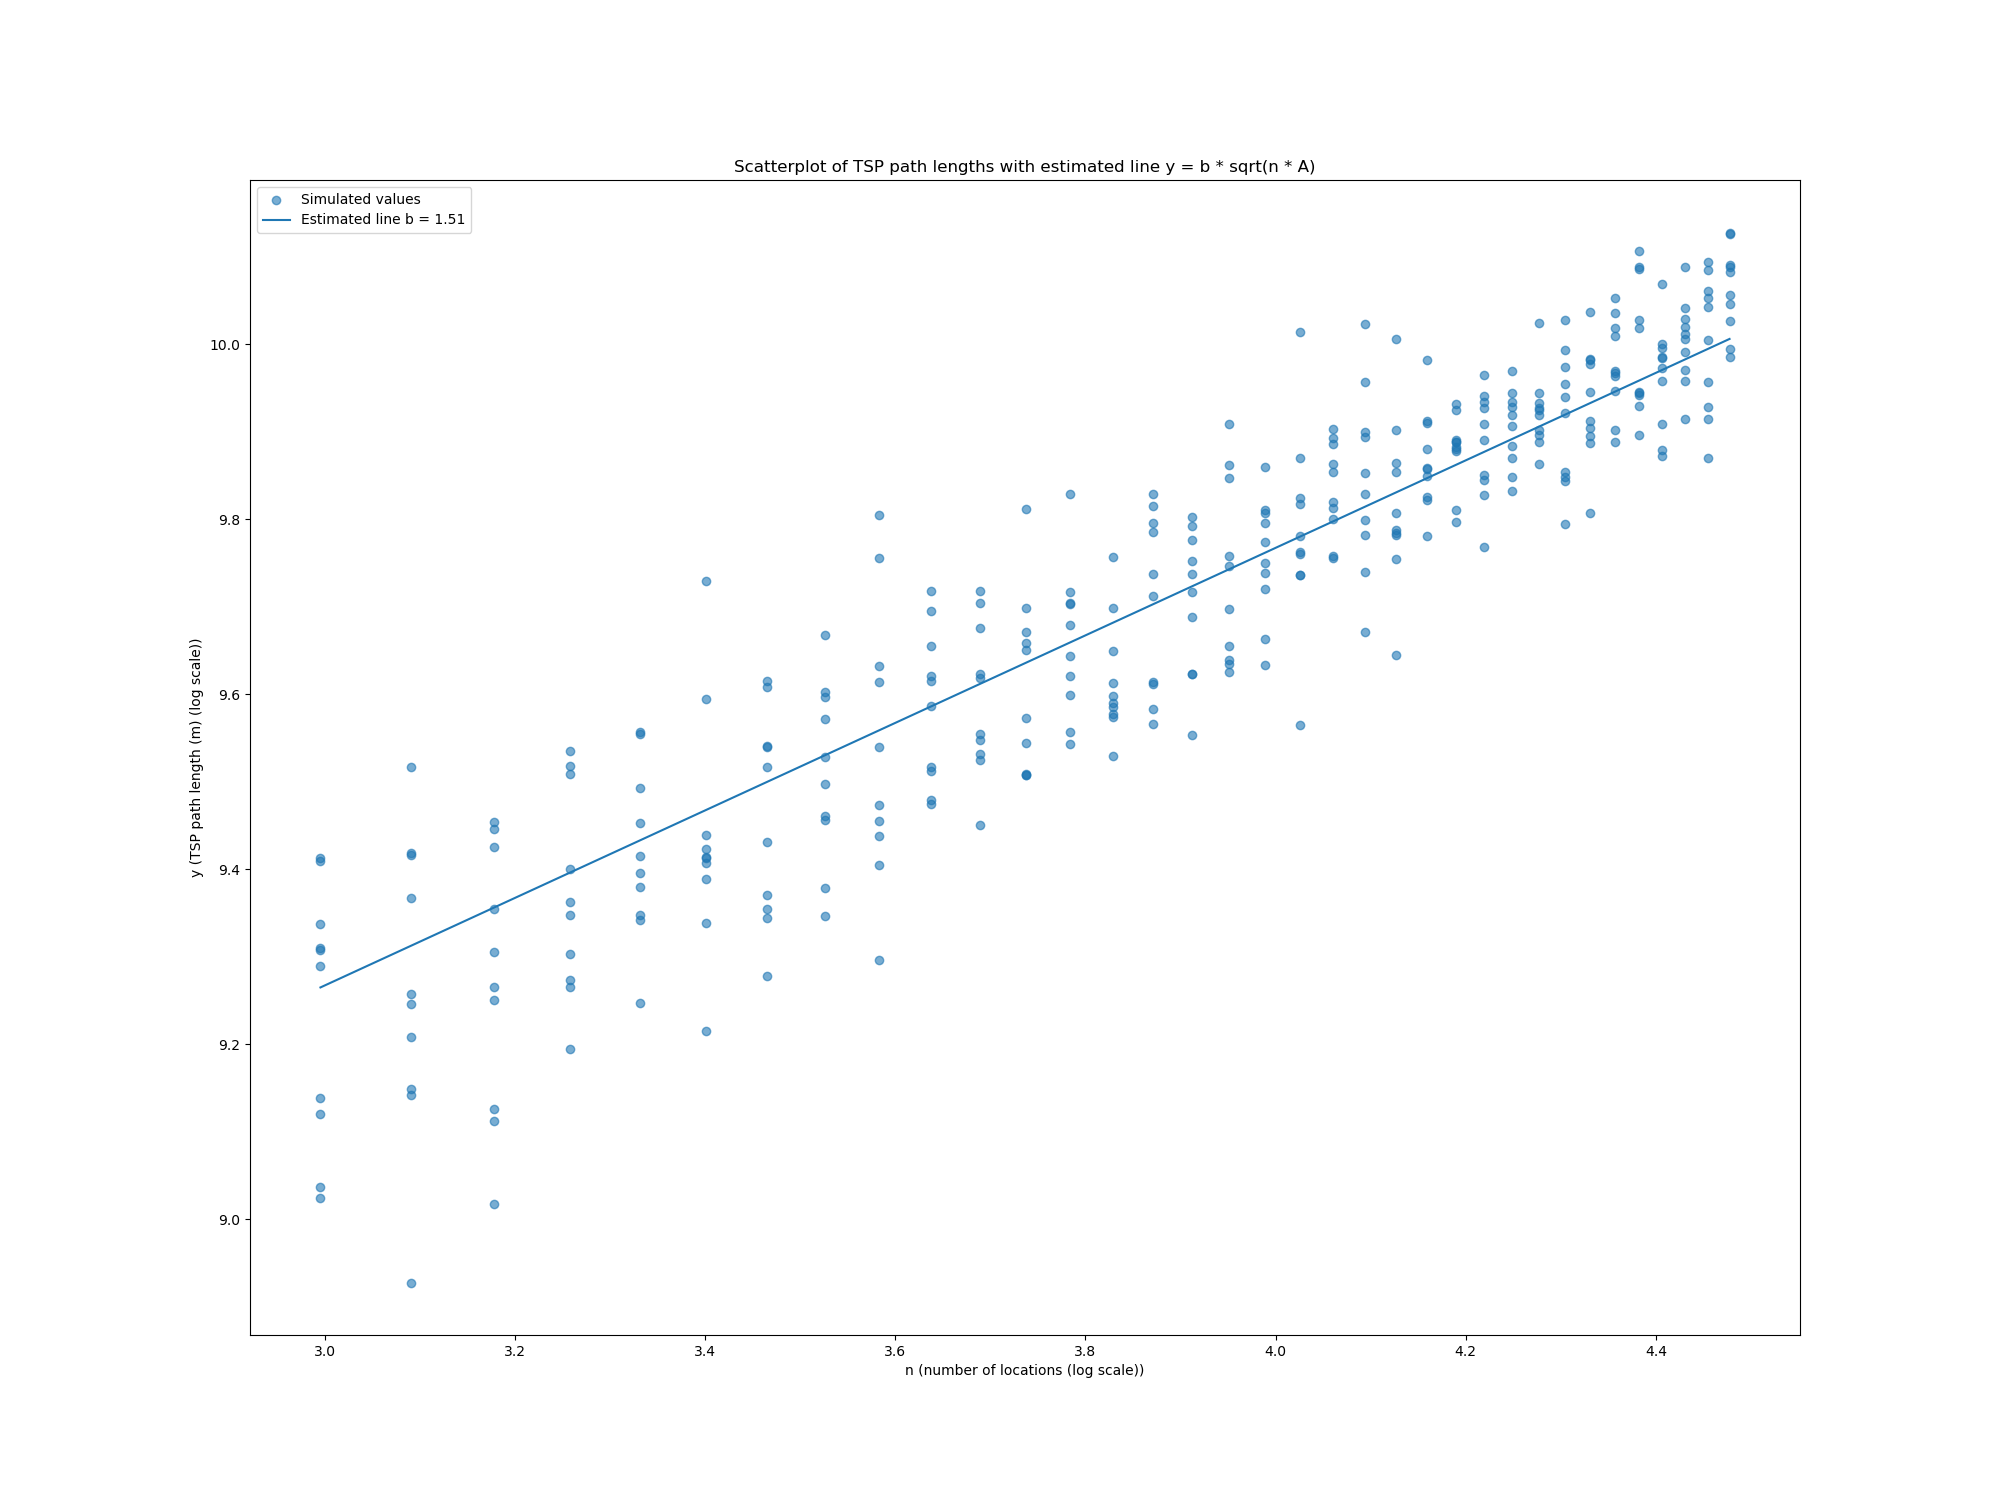 Scatterplot of TSP path lengths with estimated line y = b * sqrt(n * A)
Simulated values
Estimated line b = 1.51
10.0
9.8
9.6
9.4
9.2
9.0
y (TSP path length (m) (log scale))
3.0 3.2 3.4 3.6 3.8 4.0 4.2 4.4
n (number of locations (log scale))